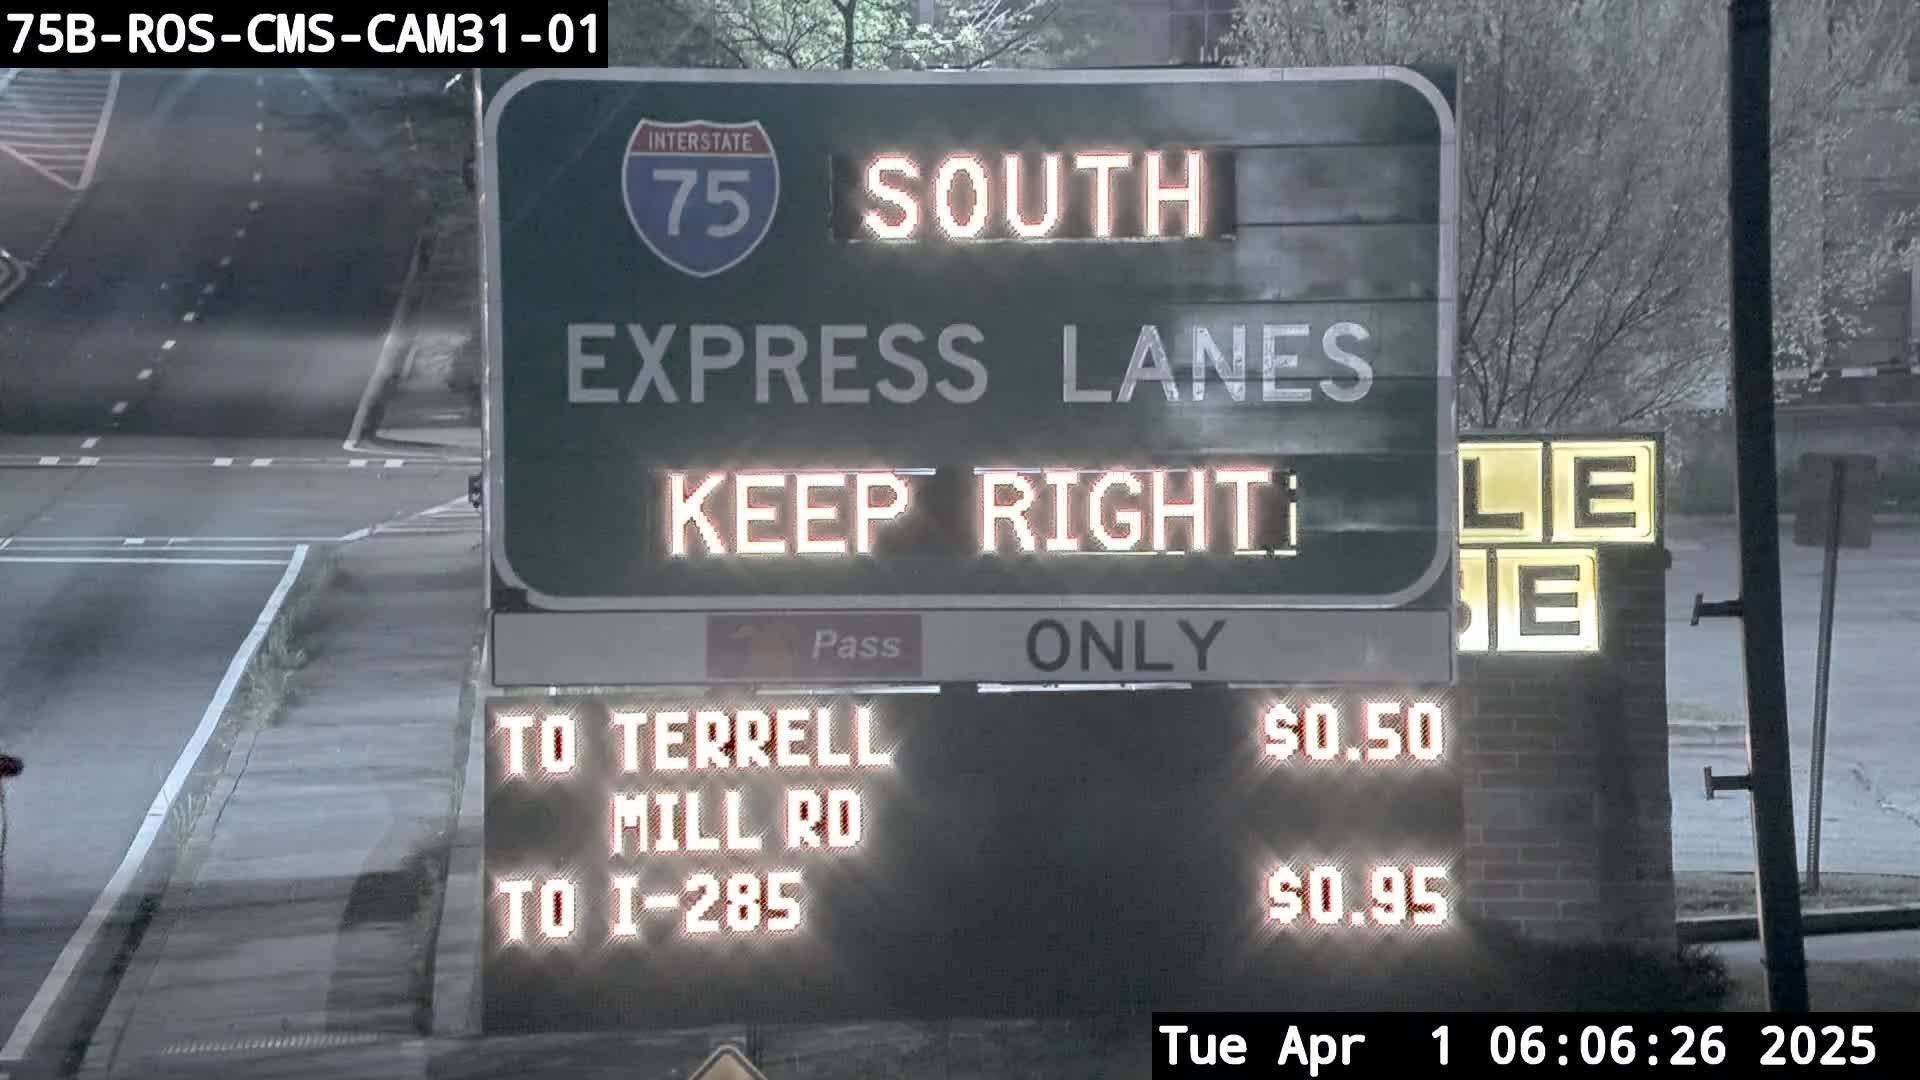 75B-ROS-CMS-CAM31-01
INTERSTATE
75
SOUTH
EXPRESS LANES
KEEP RIGHT
Pass ONLY
LE
E
TO TERRELL $0.50
MILL RD
TO I-285 $0.95
Tue Apr 1 06:06:26 2025